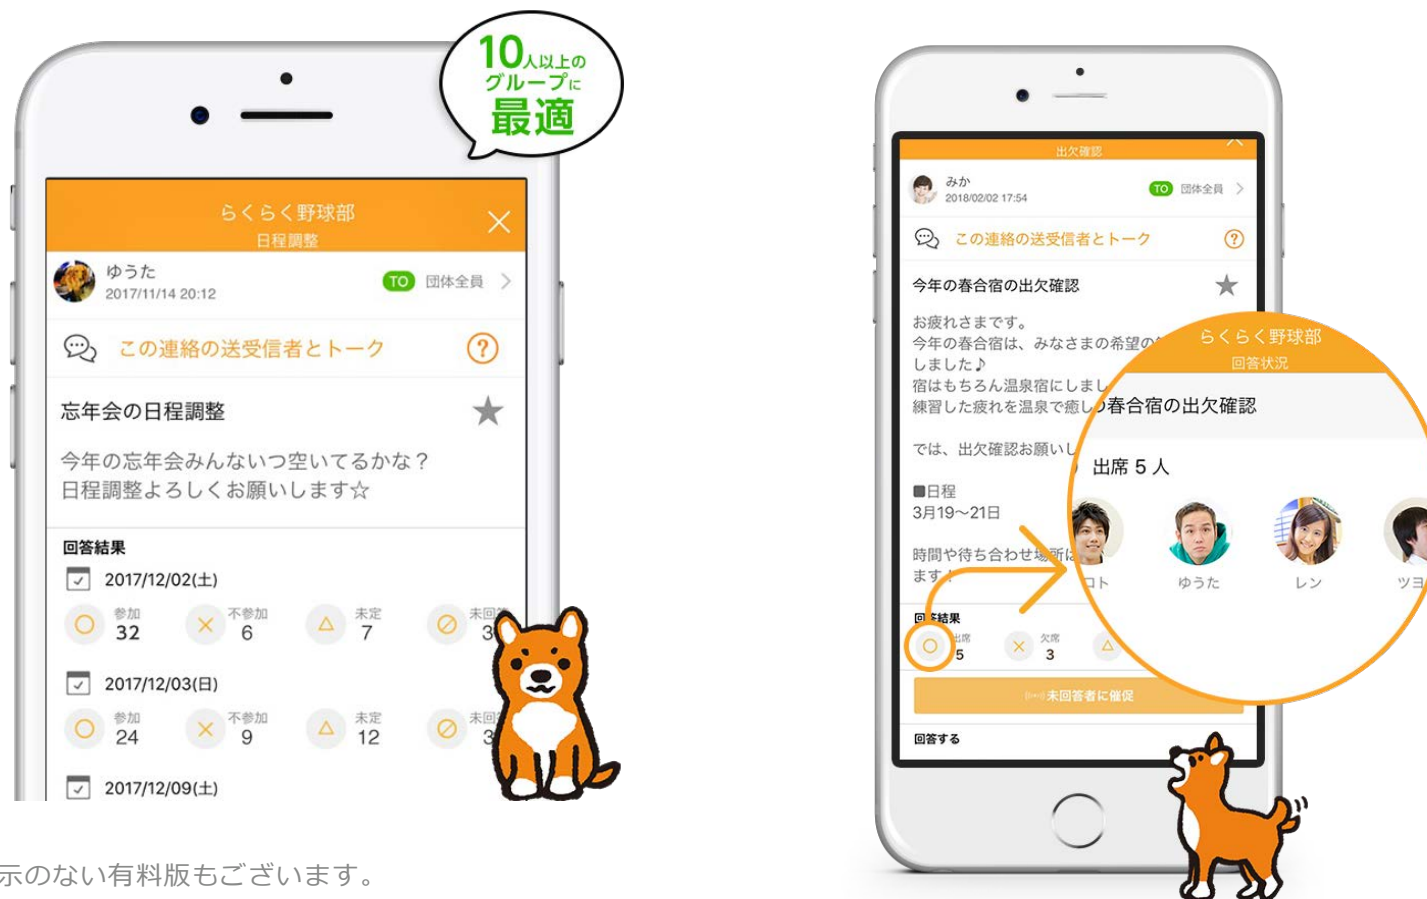 10人以上の
グループに
最適
らくらく野球部
日程調整
ゆうた
2017/11/14 20:12
TO 団体全員
この連絡の送受信者とトーク
忘年会の日程調整
今年の忘年会みんないつ空いてるかな？
日程調整よろしくお願いします☆
回答結果
2017/12/02(土)
参加 不参加 未定 未回答
32 6 7 3
2017/12/03(日)
参加 不参加 未定 未回
24 9 12 3
2017/12/09(土)
示のない有料版もございます。
出欠確認
みか
2018/02/02 17:54
TO 団体全員
この連絡の送受信者とトーク
今年の春合宿の出欠確認
お疲れさまです。
今年の春合宿は、みなさまの希望の
しました♪
宿はもちろん温泉宿にしまし
練習した疲れを温泉で癒し
では、出欠確認お願いし
■日程
3月19～21日
時間や待ち合わせ場所は
ます
回答結果
出席 欠席
5 3
未回答者に催促
回答する
らくらく野球部
回答状況
春合宿の出欠確認
出席 5 人
コト ゆうた レン ツヨ